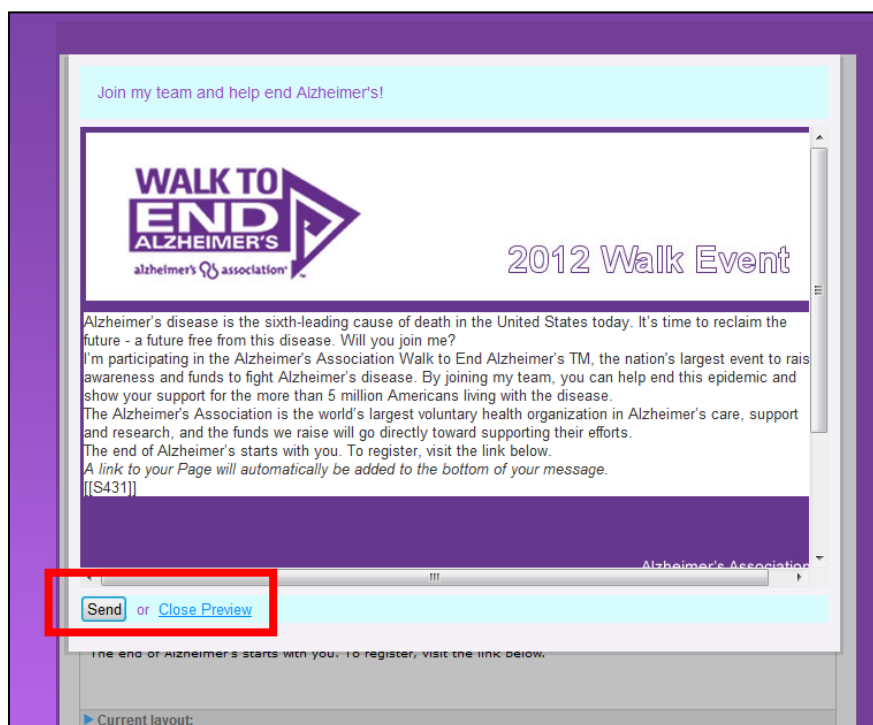 Join my team and help end Alzheimer's!
WALK TO
END
ALZHEIMER'S
alzheimer's association®
2012 Walk Event
Alzheimer's disease is the sixth-leading cause of death in the United States today. It's time to reclaim the
future - a future free from this disease. Will you join me?
I'm participating in the Alzheimer's Association Walk to End Alzheimer's TM, the nation's largest event to rais
awareness and funds to fight Alzheimer's disease. By joining my team, you can help end this epidemic and
show your support for the more than 5 million Americans living with the disease.
The Alzheimer's Association is the world's largest voluntary health organization in Alzheimer's care, support
and research, and the funds we raise will go directly toward supporting their efforts.
The end of Alzheimer's starts with you. To register, visit the link below.
A link to your Page will automatically be added to the bottom of your message.
[[S431]]
Alzheimer's Association
Send or Close Preview
The end of Alzheimer's starts with you. To register, visit the link below.
Current layout: